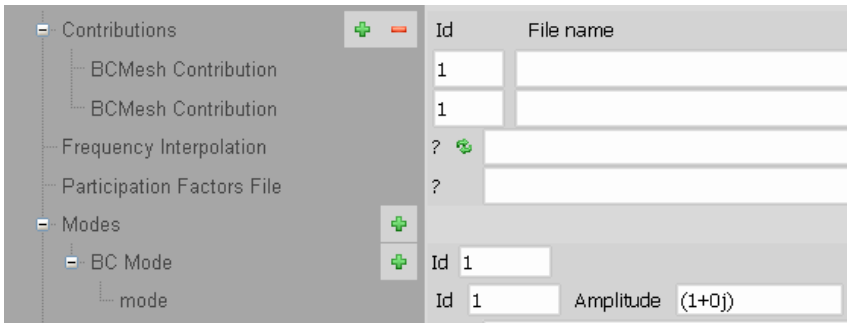 Contributions Id File name
BCMesh Contribution 1
BCMesh Contribution 1
Frequency Interpolation ?
Participation Factors File ?
Modes
BC Mode Id 1
mode Id 1 Amplitude (1+0j)